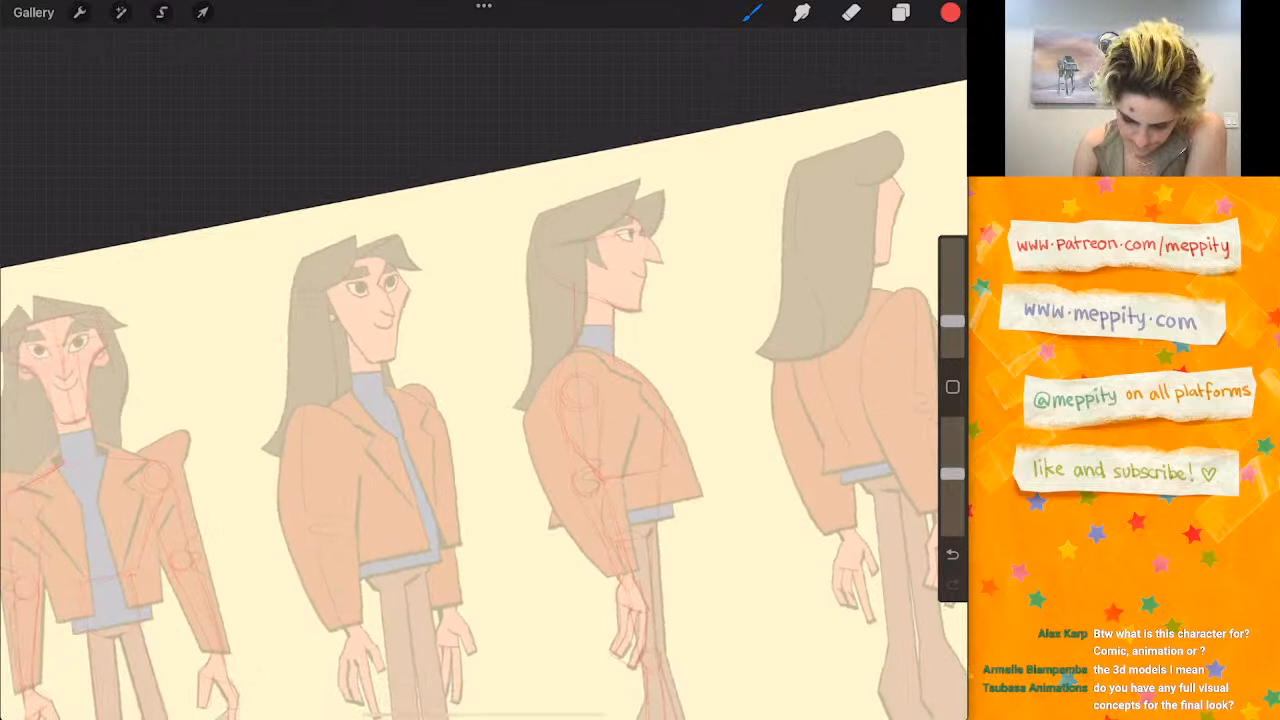 Gallery
www.patreon.com/meppity
www.meppity.com
@meppity on all platforms
like and subscribe! ♡
Alex Karp Btw what is this character for?
Comic, animation or ?
Armelle Biampemba the 3d models I mean
Tsubasa Animations do you have any full visual
concepts for the final look?